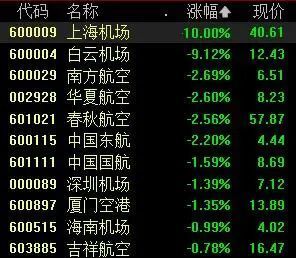 代码 名称 涨幅↑ 现价
600009 上海机场 -10.00% 40.61
600004 白云机场 -9.12% 12.43
600029 南方航空 -2.69% 6.51
002928 华夏航空 -2.60% 8.23
601021 春秋航空 -2.56% 57.87
600115 中国东航 -2.20% 4.44
601111 中国国航 -1.59% 8.69
000089 深圳机场 -1.39% 7.12
600897 厦门空港 -1.35% 13.89
600515 海南机场 -0.99% 4.02
603885 吉祥航空 -0.78% 16.47